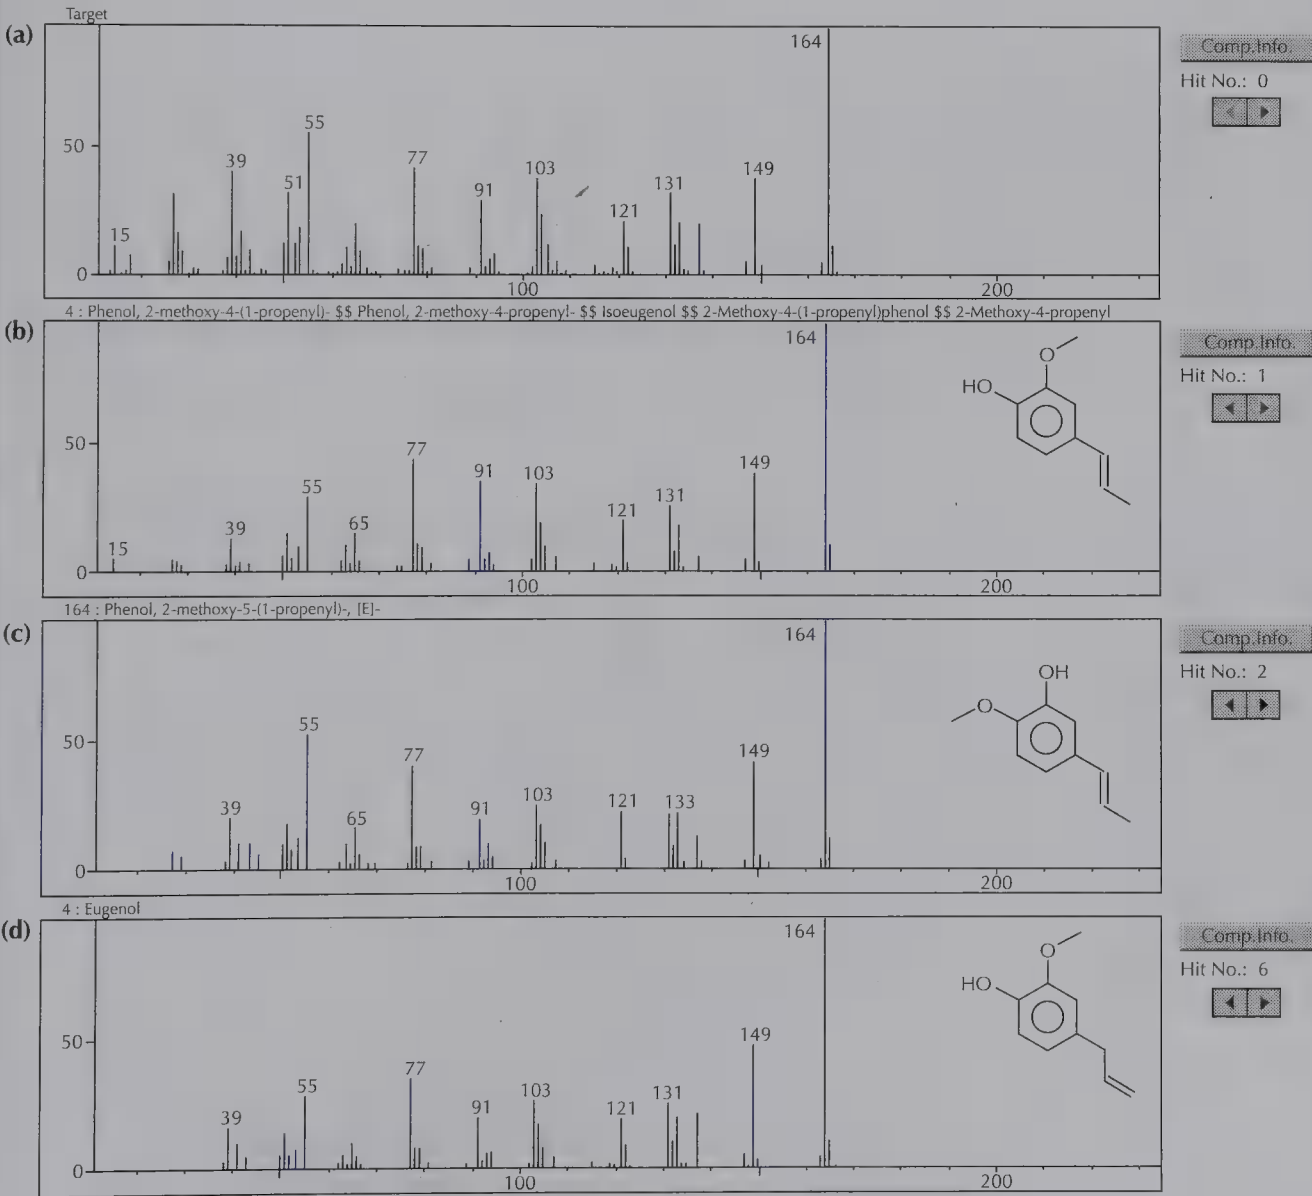 Target
(a)
164
Comp.Info.
Hit No.: 0
50
55
39
51
77
91
103
121
131
149
15
0
100
200
4 : Phenol, 2-methoxy-4-(1-propenyl)- $$ Phenol, 2-methoxy-4-propenyl- $$ Isoeugenol $$ 2-Methoxy-4-(1-propenyl)phenol $$ 2-Methoxy-4-propenyl
(b)
164
Comp.Info.
Hit No.: 1
O
HO
50
77
91
103
149
55
131
65
121
39
15
0
100
200
164 : Phenol, 2-methoxy-5-(1-propenyl)-, [E]-
(c)
164
Comp.Info.
Hit No.: 2
OH
O
50
55
77
149
39
65
91
103
121
133
0
100
200
4 : Eugenol
(d)
164
Comp.Info.
Hit No.: 6
O
HO
50
149
77
55
39
91
103
121
131
0
100
200